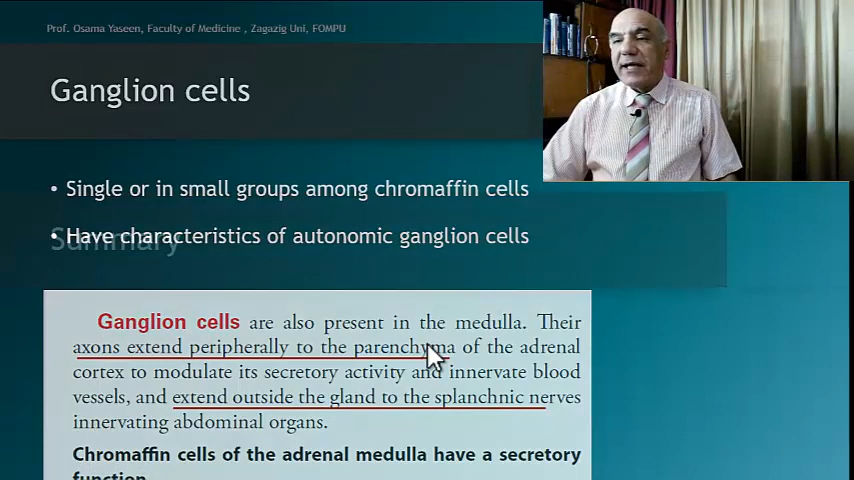 Prof. Osama Yaseen, Faculty of Medicine , Zagazig Uni, FOMPU
Ganglion cells
• Single or in small groups among chromaffin cells
• Have characteristics of autonomic ganglion cells
Summary
Ganglion cells are also present in the medulla. Their
axons extend peripherally to the parenchyma of the adrenal
cortex to modulate its secretory activity and innervate blood
vessels, and extend outside the gland to the splanchnic nerves
innervating abdominal organs.
Chromaffin cells of the adrenal medulla have a secretory
function.